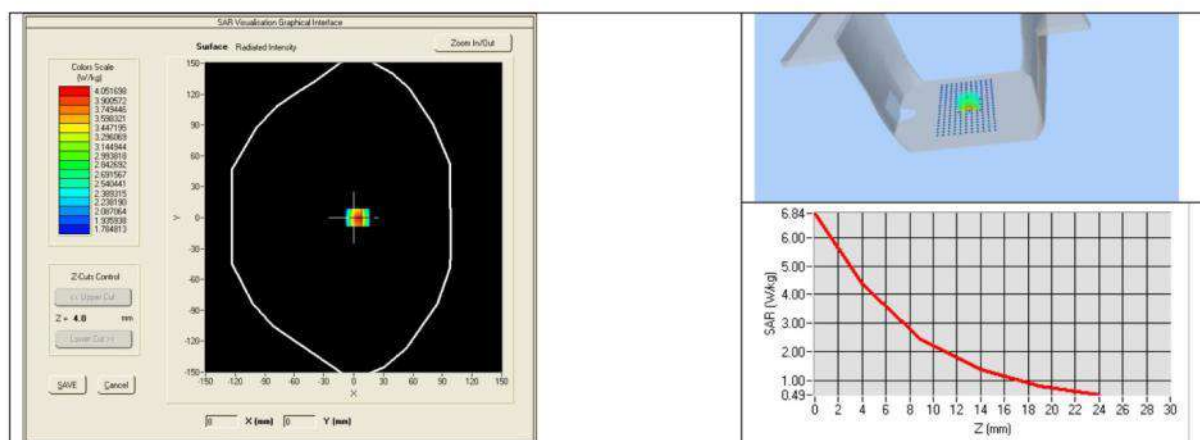 SAR Visualisation Graphical Interface
Surface Radiated Intensity
Zoom In/Out
Colors Scale
(W/kg)
4.051698
3.900572
3.749446
3.598321
3.447195
3.296069
3.144944
2.993818
2.842692
2.691567
2.540441
2.389315
2.238190
2.087064
1.935938
1.784813
Z-Cuts Control
<< Upper Cut
Z = 4.0 mm
Lower Cut >>
SAVE Cancel
150-
120-
90-
60-
30-
0-
-30-
-60-
-90-
-120-
-150-
Y
-150 -120 -90 -60 -30 0 30 60 90 120 150
X
0 X (mm) 0 Y (mm)
6.84
6.00
5.00
4.00
3.00
2.00
1.00
0.49
SAR (W/kg)
0 2 4 6 8 10 12 14 16 18 20 22 24 26 28 30
Z (mm)